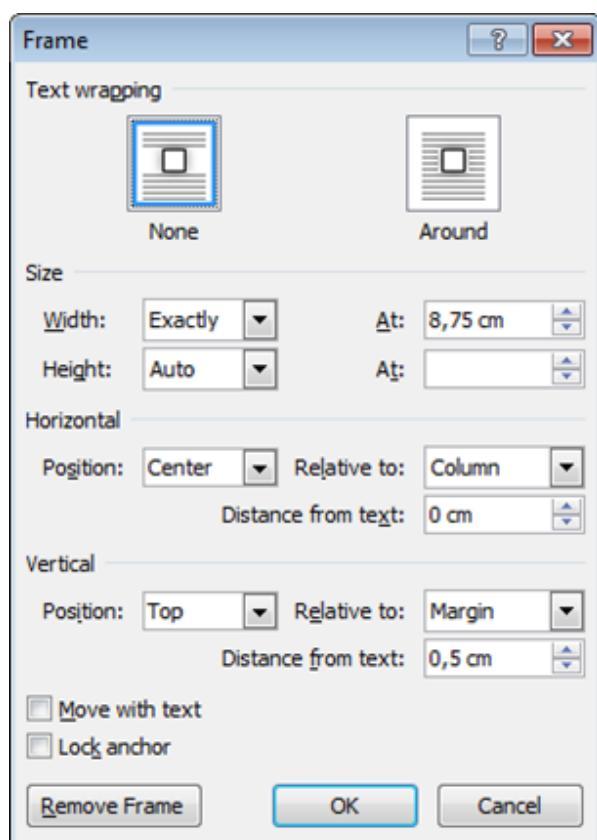 Frame
Text wrapping
None Around
Size
Width: Exactly At: 8,75 cm
Height: Auto At:
Horizontal
Position: Center Relative to: Column
Distance from text: 0 cm
Vertical
Position: Top Relative to: Margin
Distance from text: 0,5 cm
Move with text
Lock anchor
Remove Frame OK Cancel